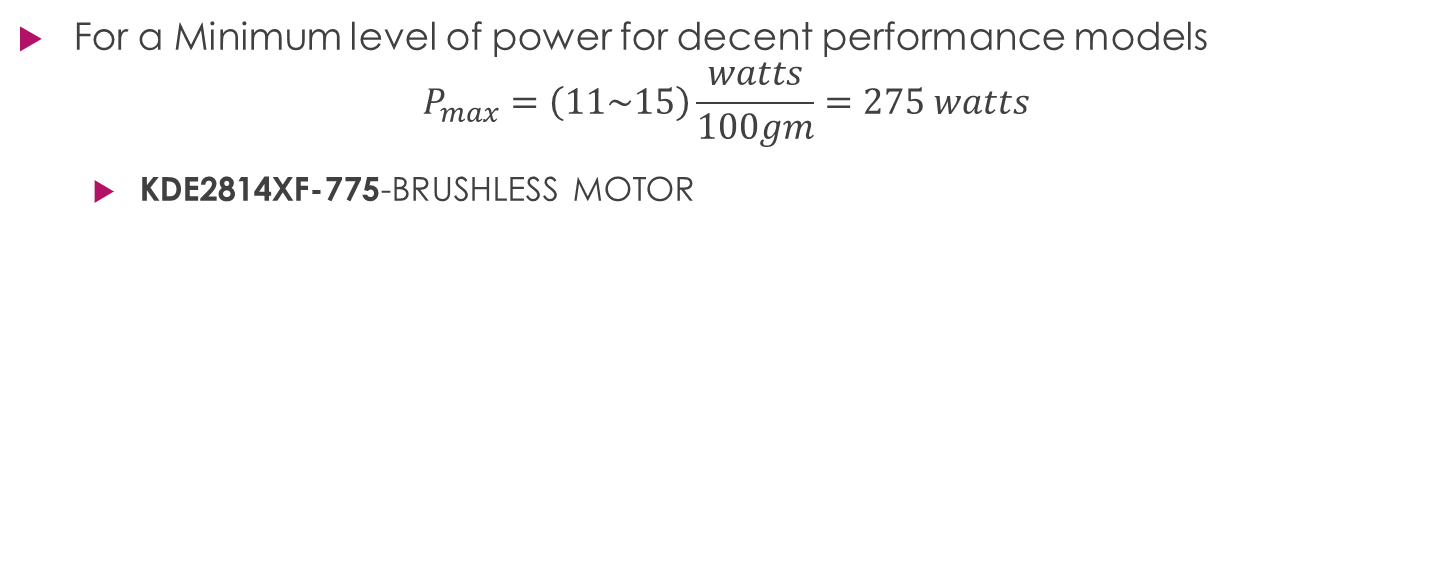 For a Minimum level of power for decent performance models
P_max = (11~15) watts/100gm = 275 watts
KDE2814XF-775-BRUSHLESS MOTOR